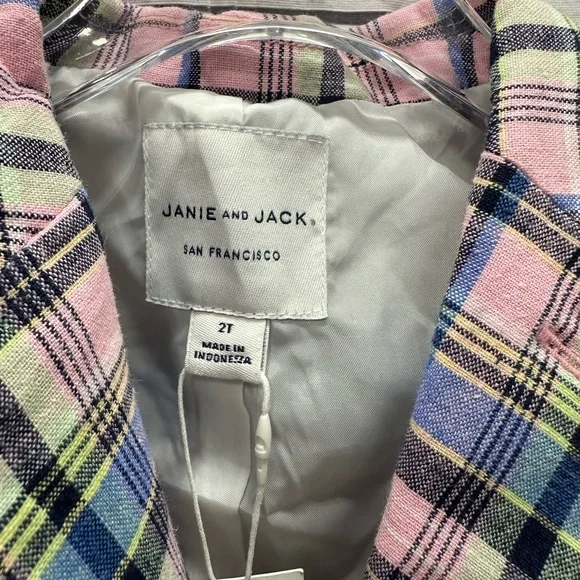 JANIE AND JACK®
SAN FRANCISCO
2T
MADE IN
INDONESIA